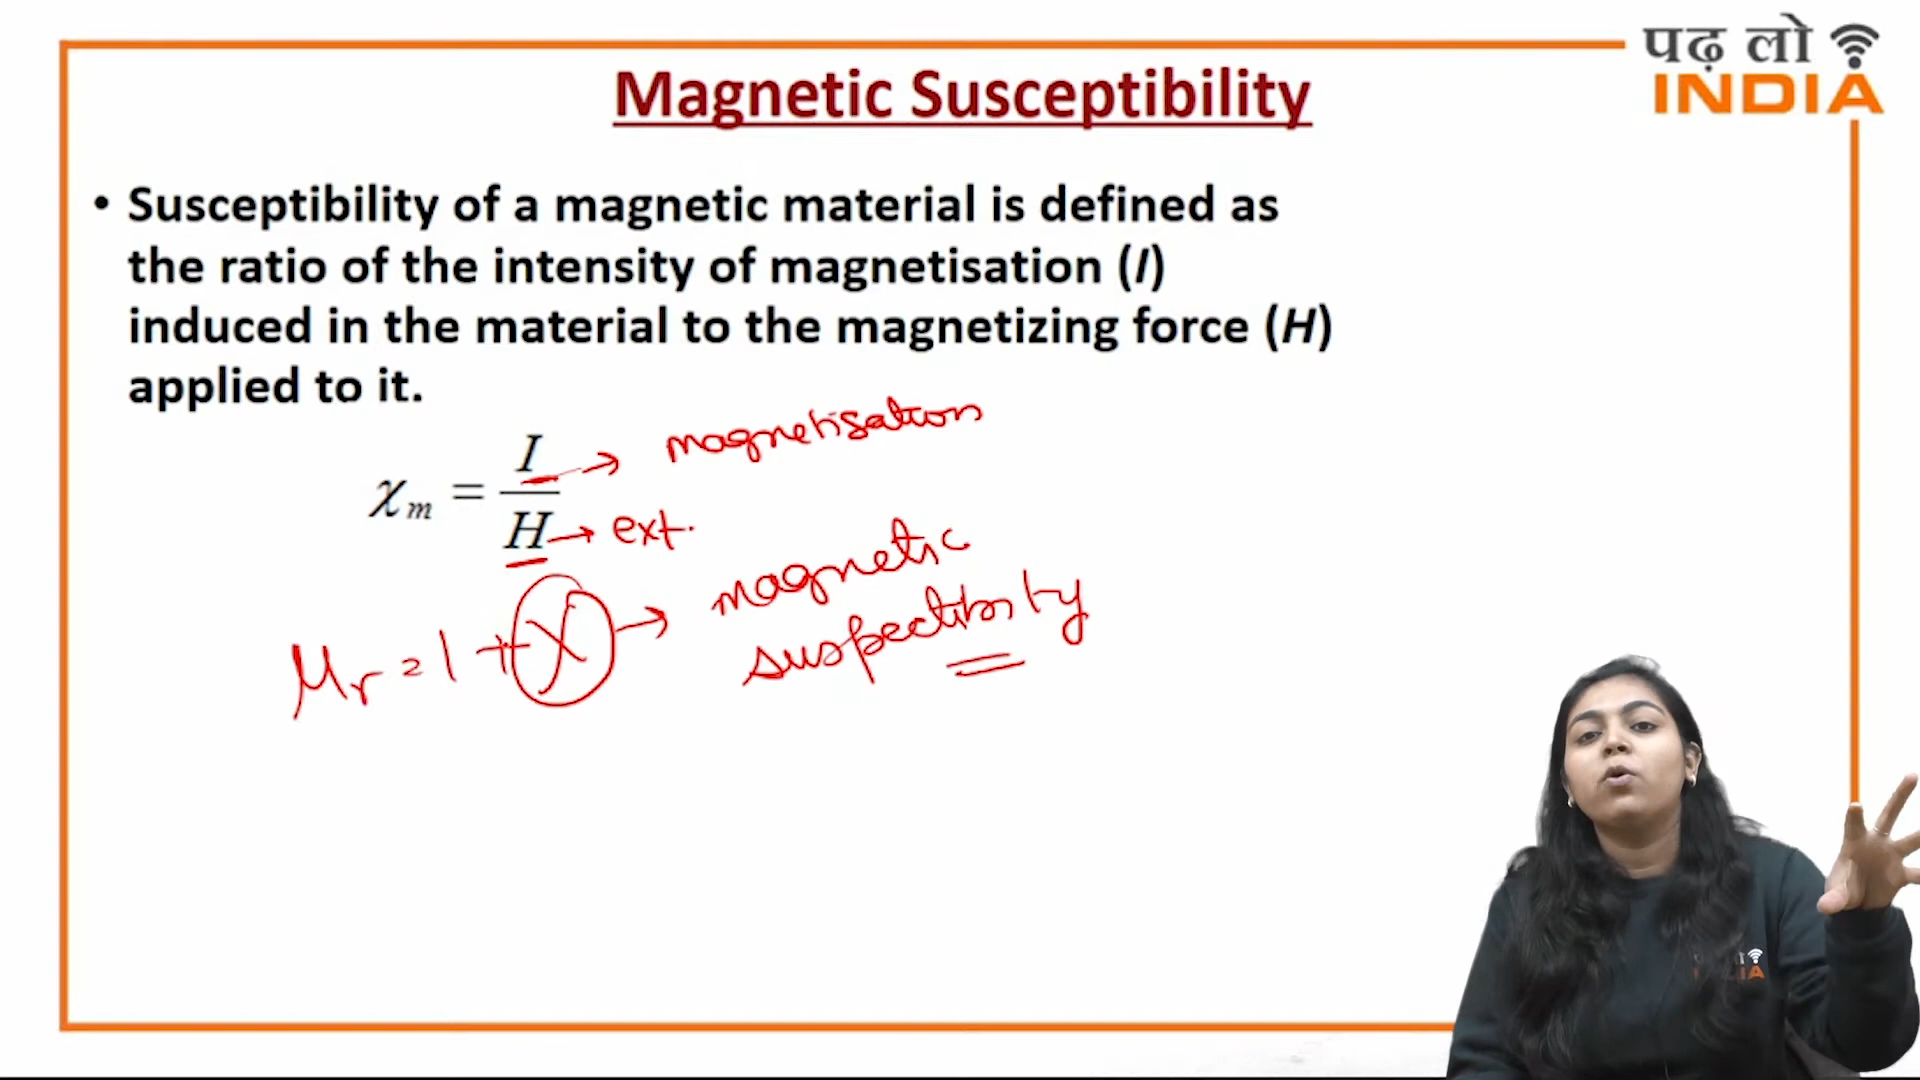 पढ़ लो
INDIA
Magnetic Susceptibility
• Susceptibility of a magnetic material is defined as
the ratio of the intensity of magnetisation (I)
induced in the material to the magnetizing force (H)
applied to it.
χm = I/H
→ magnetisation
→ ext.
μr = 1 + χ → magnetic
suspectibility